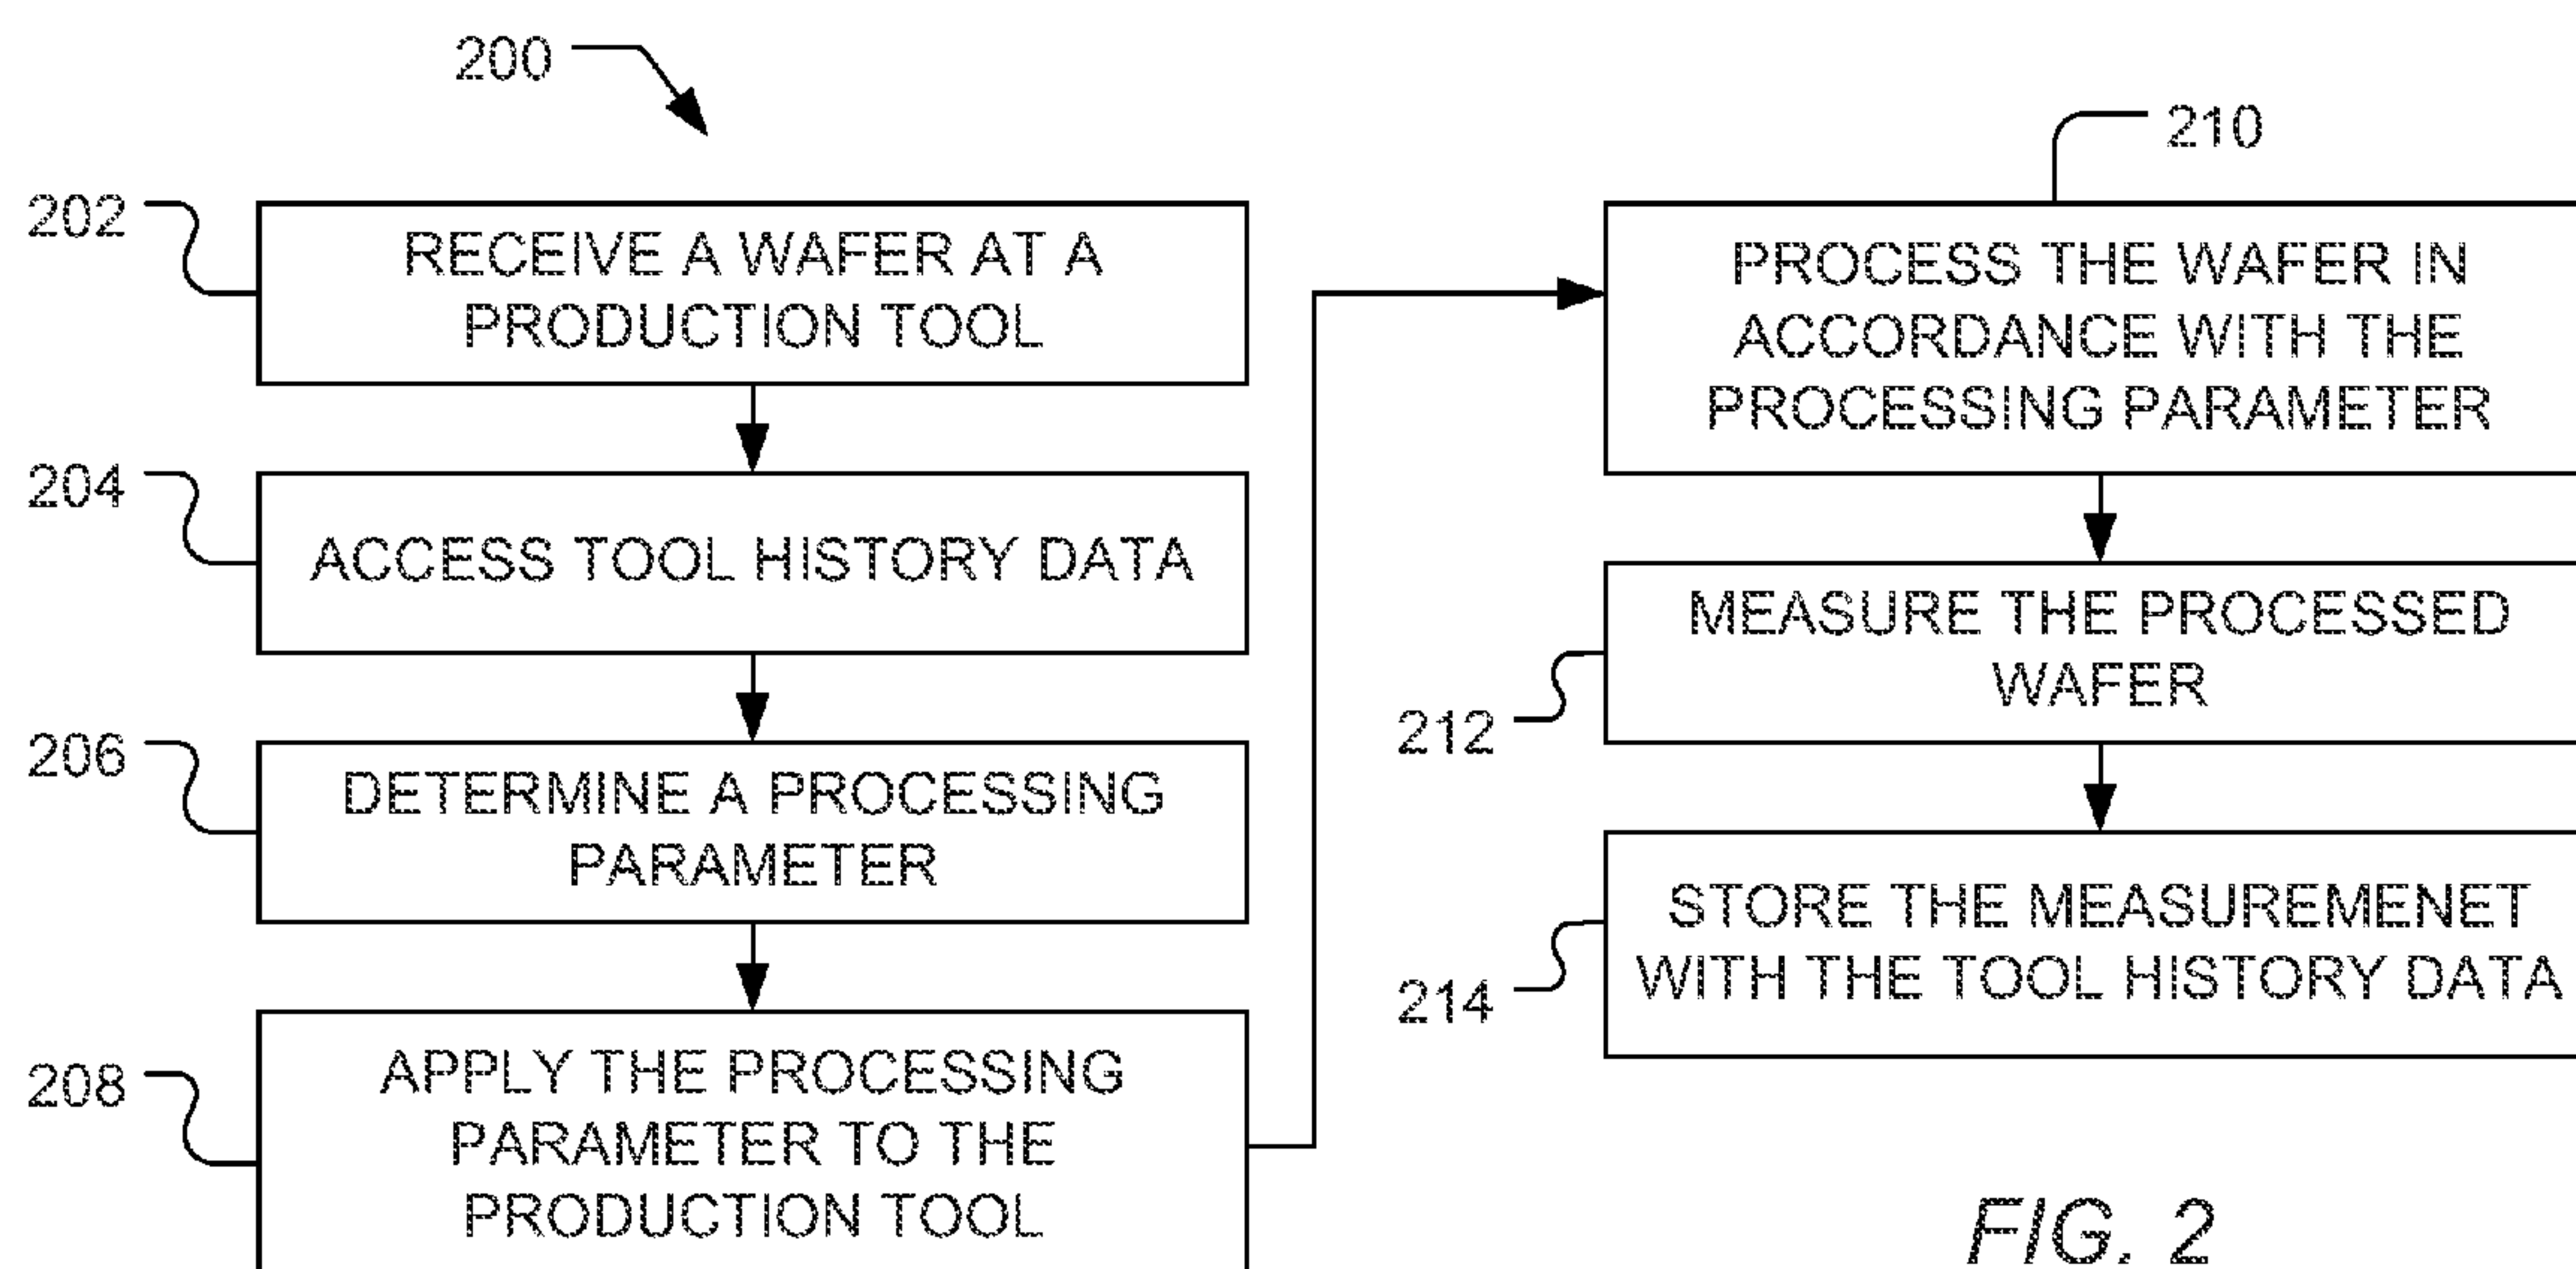 200
202
RECEIVE A WAFER AT A
PRODUCTION TOOL
204
ACCESS TOOL HISTORY DATA
206
DETERMINE A PROCESSING
PARAMETER
208
APPLY THE PROCESSING
PARAMETER TO THE
PRODUCTION TOOL
210
PROCESS THE WAFER IN
ACCORDANCE WITH THE
PROCESSING PARAMETER
MEASURE THE PROCESSED
WAFER
212
STORE THE MEASUREMENET
WITH THE TOOL HISTORY DATA
214
FIG. 2